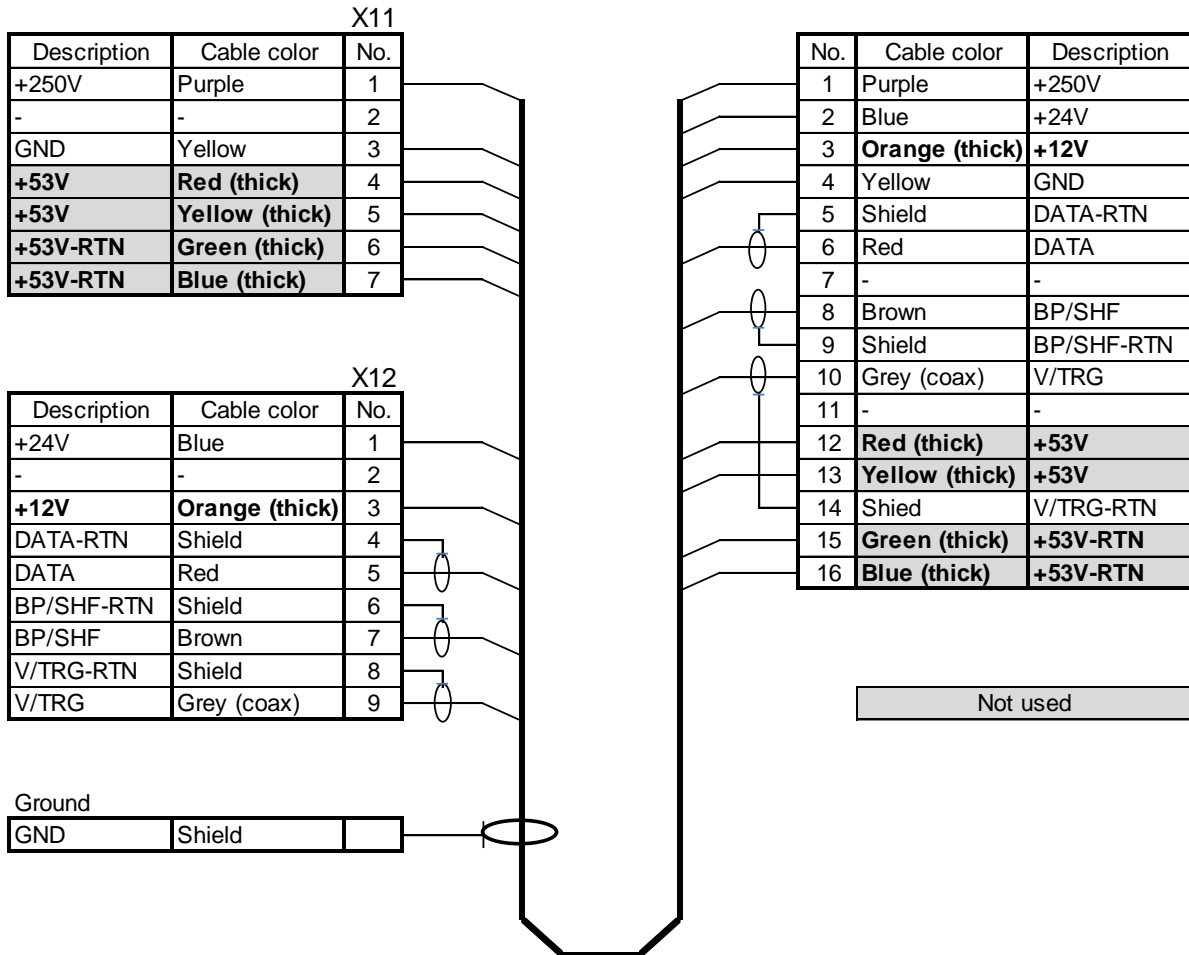 X11
Description Cable color No.
+250V Purple 1
- - 2
GND Yellow 3
+53V Red (thick) 4
+53V Yellow (thick) 5
+53V-RTN Green (thick) 6
+53V-RTN Blue (thick) 7
X12
Description Cable color No.
+24V Blue 1
- - 2
+12V Orange (thick) 3
DATA-RTN Shield 4
DATA Red 5
BP/SHF-RTN Shield 6
BP/SHF Brown 7
V/TRG-RTN Shield 8
V/TRG Grey (coax) 9
Ground
GND Shield
No. Cable color Description
1 Purple +250V
2 Blue +24V
3 Orange (thick) +12V
4 Yellow GND
5 Shield DATA-RTN
6 Red DATA
7 - -
8 Brown BP/SHF
9 Shield BP/SHF-RTN
10 Grey (coax) V/TRG
11 - -
12 Red (thick) +53V
13 Yellow (thick) +53V
14 Shied V/TRG-RTN
15 Green (thick) +53V-RTN
16 Blue (thick) +53V-RTN
Not used